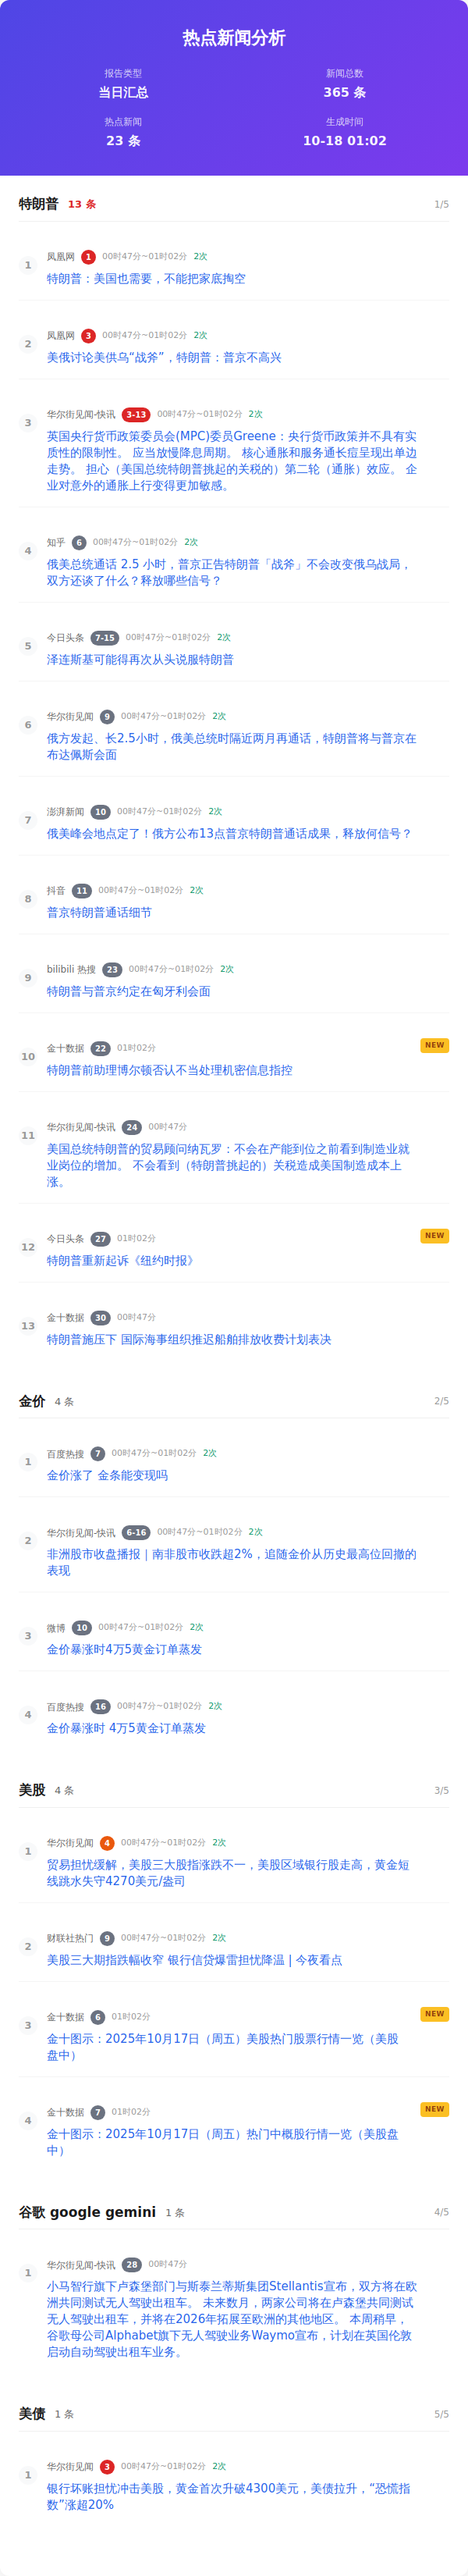 热点新闻分析
报告类型
新闻总数
当日汇总
365 条
热点新闻
生成时间
23 条
10-18 01:02
特朗普 13 条 1/5
1
凤凰网 1 00时47分~01时02分 2次
特朗普：美国也需要，不能把家底掏空
2
凤凰网 3 00时47分~01时02分 2次
美俄讨论美供乌“战斧”，特朗普：普京不高兴
3
华尔街见闻-快讯 3-13 00时47分~01时02分 2次
英国央行货币政策委员会(MPC)委员Greene：央行货币政策并不具有实
质性的限制性。 应当放慢降息周期。 核心通胀和服务通长痘呈现出单边
走势。 担心（美国总统特朗普挑起的关税的）第二轮（通胀）效应。 企
业对意外的通胀上行变得更加敏感。
4
知乎 6 00时47分~01时02分 2次
俄美总统通话 2.5 小时，普京正告特朗普「战斧」不会改变俄乌战局，
双方还谈了什么？释放哪些信号？
5
今日头条 7-15 00时47分~01时02分 2次
泽连斯基可能得再次从头说服特朗普
6
华尔街见闻 9 00时47分~01时02分 2次
俄方发起、长2.5小时，俄美总统时隔近两月再通话，特朗普将与普京在
布达佩斯会面
7
澎湃新闻 10 00时47分~01时02分 2次
俄美峰会地点定了！俄方公布13点普京特朗普通话成果，释放何信号？
8
抖音 11 00时47分~01时02分 2次
普京特朗普通话细节
9
bilibili 热搜 23 00时47分~01时02分 2次
特朗普与普京约定在匈牙利会面
10
金十数据 22 01时02分 NEW
特朗普前助理博尔顿否认不当处理机密信息指控
11
华尔街见闻-快讯 24 00时47分
美国总统特朗普的贸易顾问纳瓦罗：不会在产能到位之前看到制造业就
业岗位的增加。 不会看到（特朗普挑起的）关税造成美国制造成本上
涨。
12
今日头条 27 01时02分 NEW
特朗普重新起诉《纽约时报》
13
金十数据 30 00时47分
特朗普施压下 国际海事组织推迟船舶排放收费计划表决
金价 4 条 2/5
1
百度热搜 7 00时47分~01时02分 2次
金价涨了 金条能变现吗
2
华尔街见闻-快讯 6-16 00时47分~01时02分 2次
非洲股市收盘播报｜南非股市收跌超2%，追随金价从历史最高位回撤的
表现
3
微博 10 00时47分~01时02分 2次
金价暴涨时4万5黄金订单蒸发
4
百度热搜 16 00时47分~01时02分 2次
金价暴涨时 4万5黄金订单蒸发
美股 4 条 3/5
1
华尔街见闻 4 00时47分~01时02分 2次
贸易担忧缓解，美股三大股指涨跌不一，美股区域银行股走高，黄金短
线跳水失守4270美元/盎司
2
财联社热门 9 00时47分~01时02分 2次
美股三大期指跌幅收窄 银行信贷爆雷担忧降温 | 今夜看点
3
金十数据 6 01时02分 NEW
金十图示：2025年10月17日（周五）美股热门股票行情一览（美股
盘中）
4
金十数据 7 01时02分 NEW
金十图示：2025年10月17日（周五）热门中概股行情一览（美股盘
中）
谷歌 google gemini 1 条 4/5
1
华尔街见闻-快讯 28 00时47分
小马智行旗下卢森堡部门与斯泰兰蒂斯集团Stellantis宣布，双方将在欧
洲共同测试无人驾驶出租车。 未来数月，两家公司将在卢森堡共同测试
无人驾驶出租车，并将在2026年拓展至欧洲的其他地区。 本周稍早，
谷歌母公司Alphabet旗下无人驾驶业务Waymo宣布，计划在英国伦敦
启动自动驾驶出租车业务。
美债 1 条 5/5
1
华尔街见闻 3 00时47分~01时02分 2次
银行坏账担忧冲击美股，黄金首次升破4300美元，美债拉升，“恐慌指
数”涨超20%